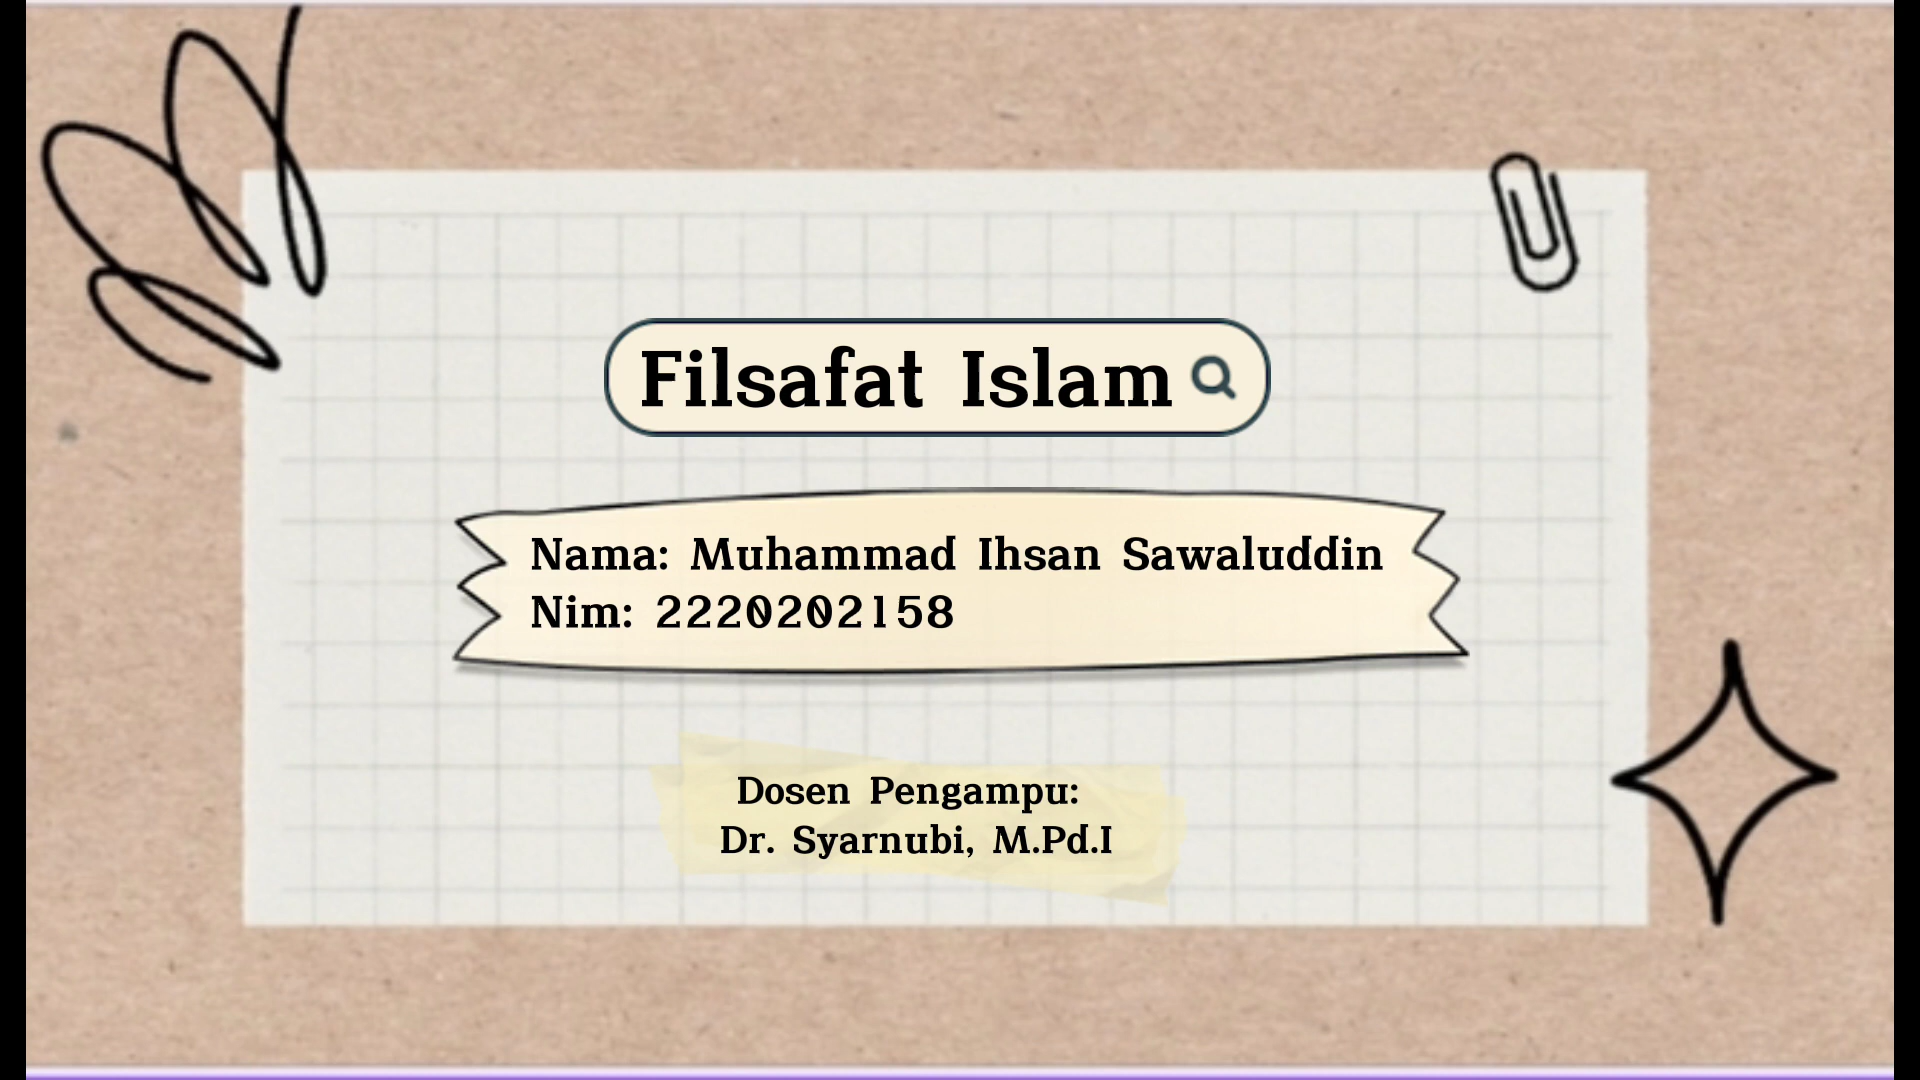 Filsafat Islam
Nama: Muhammad Ihsan Sawaluddin
Nim: 2220202158
Dosen Pengampu:
Dr. Syarnubi, M.Pd.I